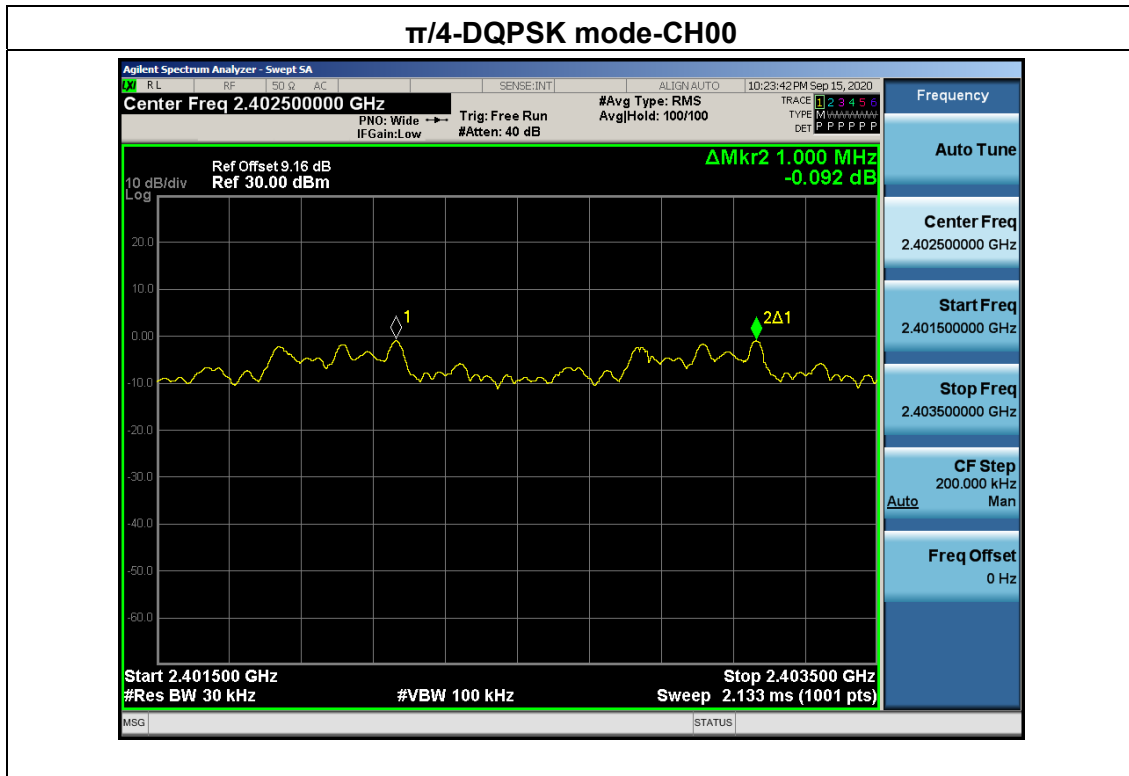 π/4-DQPSK mode-CH00
Agilent Spectrum Analyzer - Swept SA
LXI RL RF 50 Ω AC SENSE:INT ALIGN AUTO 10:23:42 PM Sep 15, 2020
Center Freq 2.402500000 GHz
PNO: Wide
IFGain:Low
Trig: Free Run
#Atten: 40 dB
#Avg Type: RMS
Avg|Hold: 100/100
TRACE 1 2 3 4 5 6
TYPE M WWWWW
DET P P P P P P
Frequency
ΔMkr2 1.000 MHz
-0.092 dB
Ref Offset 9.16 dB
10 dB/div Ref 30.00 dBm
Log
20.0
10.0
0.00
-10.0
-20.0
-30.0
-40.0
-50.0
-60.0
1
2Δ1
Start 2.401500 GHz Stop 2.403500 GHz
#Res BW 30 kHz #VBW 100 kHz Sweep 2.133 ms (1001 pts)
Auto Tune
Center Freq
2.402500000 GHz
Start Freq
2.401500000 GHz
Stop Freq
2.403500000 GHz
CF Step
200.000 kHz
Auto Man
Freq Offset
0 Hz
MSG STATUS